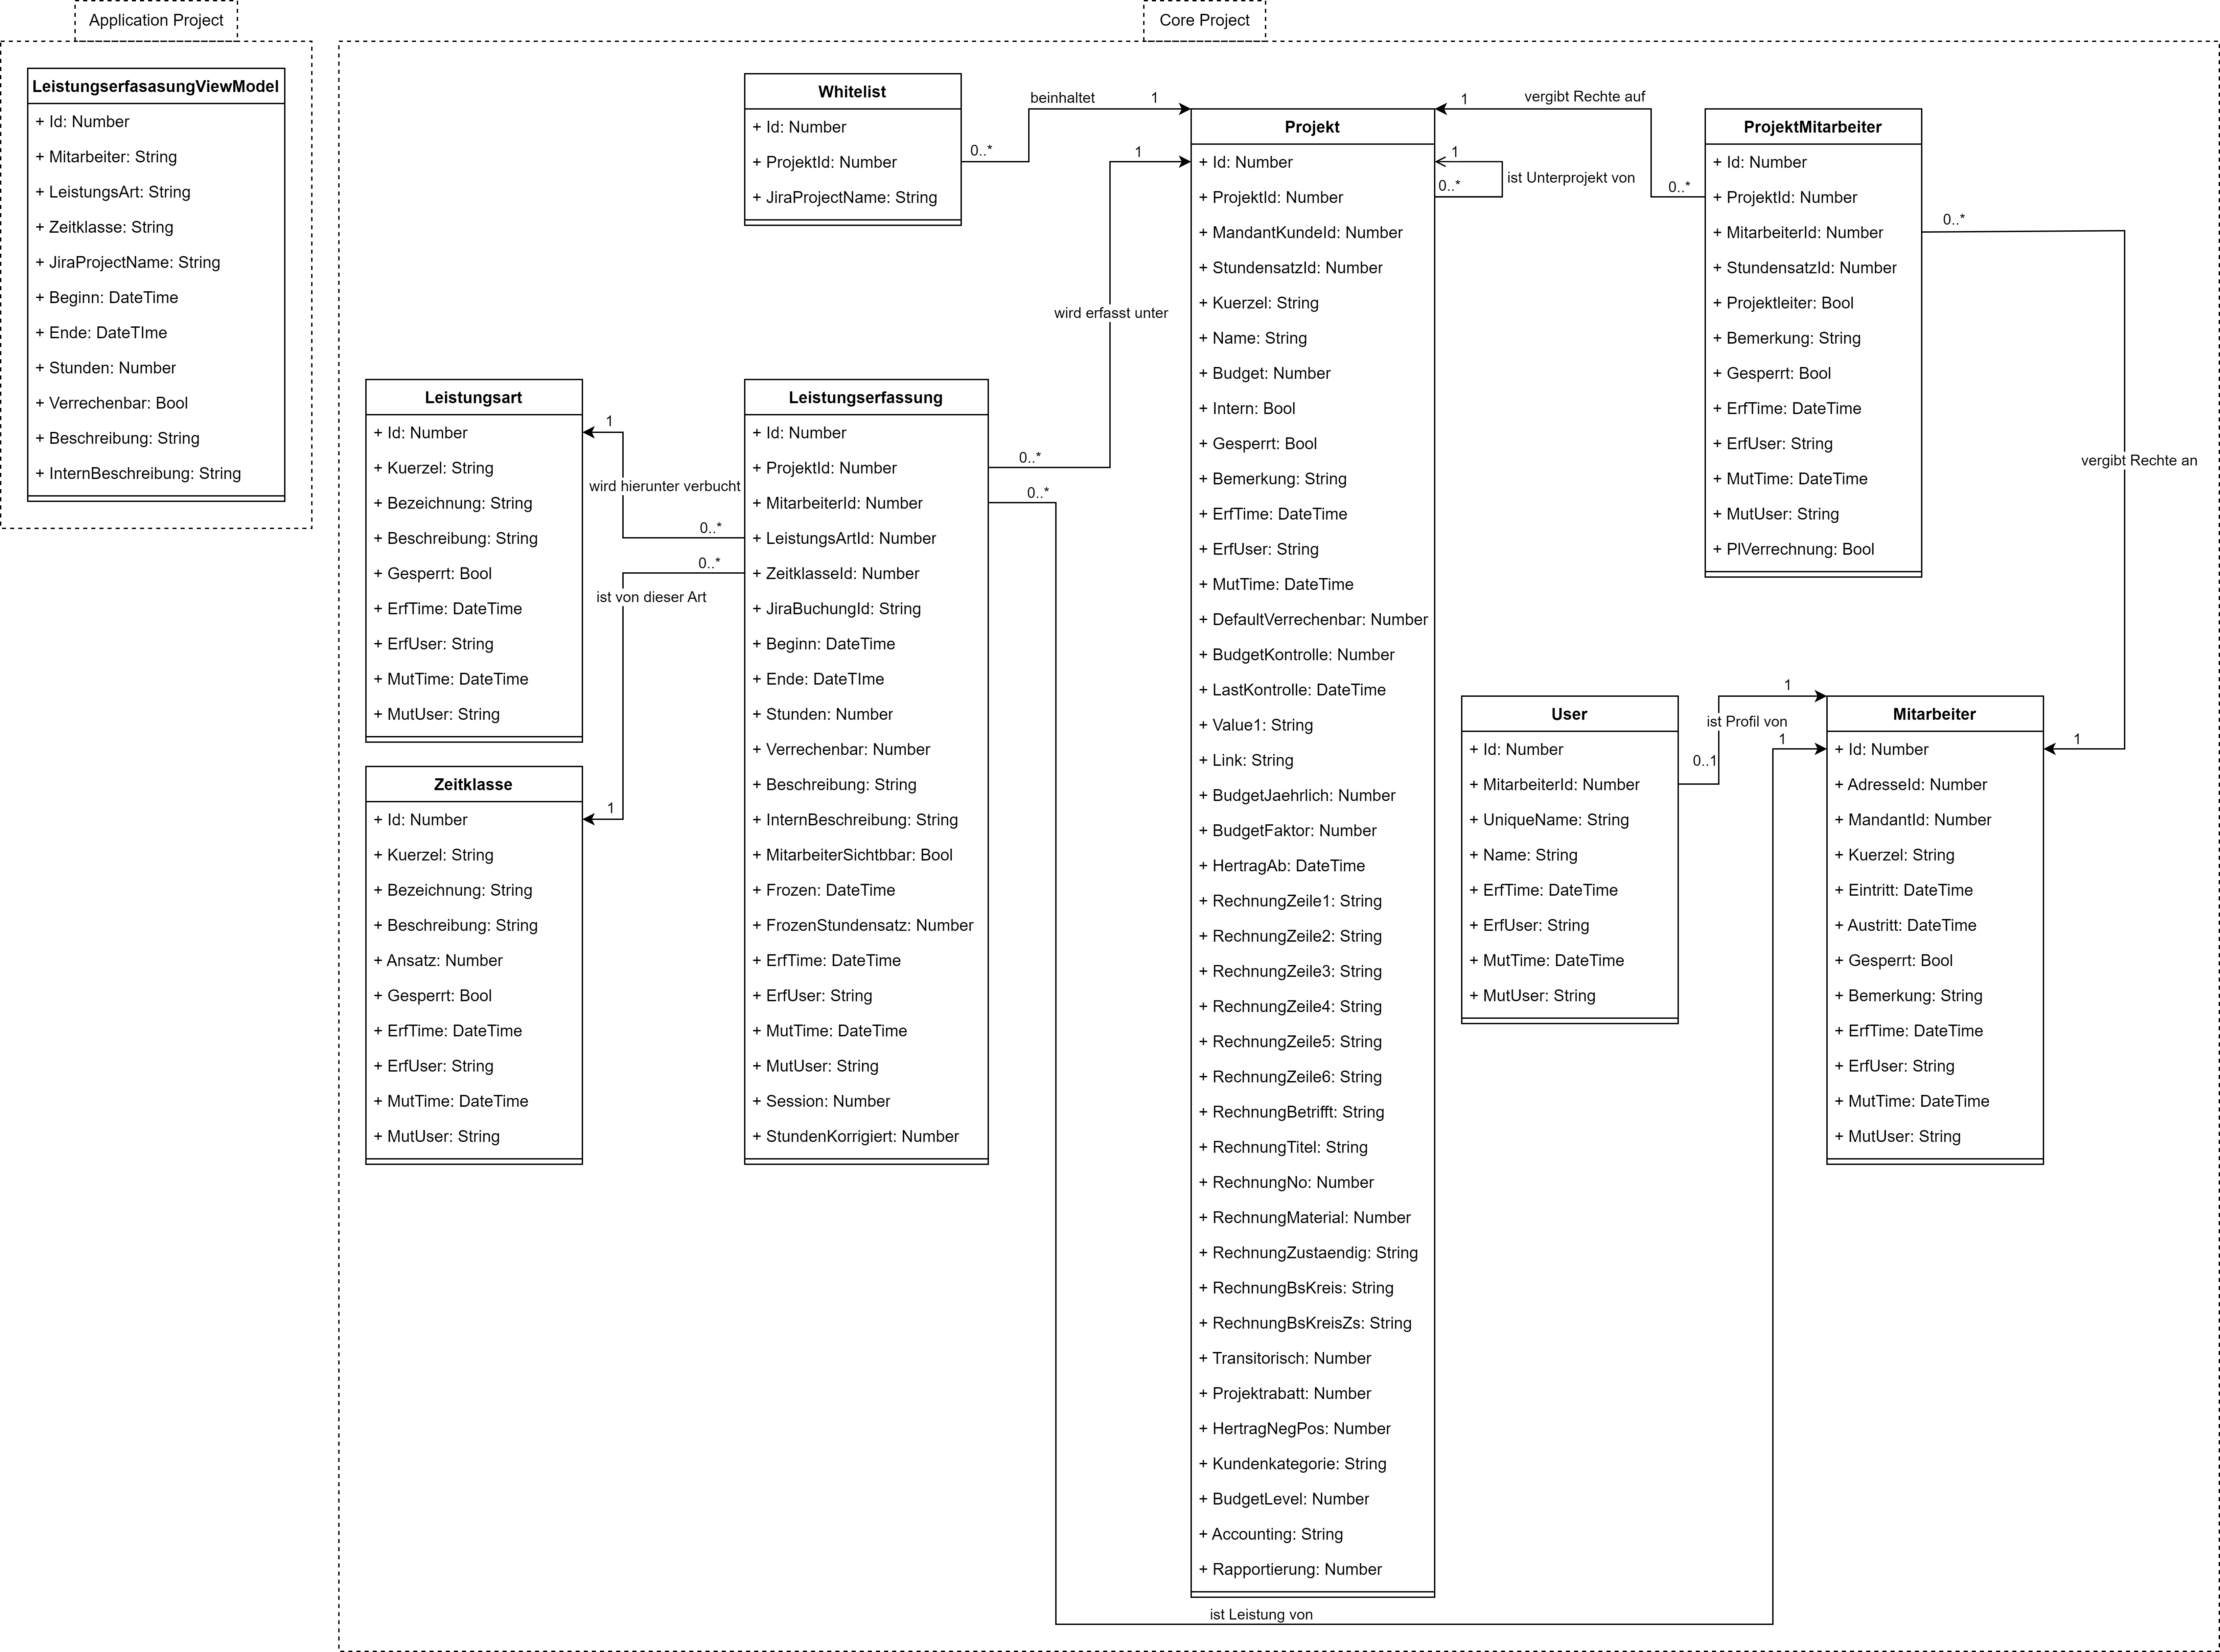 Application Project
LeistungserfasasungViewModel
+ Id: Number
+ Mitarbeiter: String
+ LeistungsArt: String
+ Zeitklasse: String
+ JiraProjectName: String
+ Beginn: DateTime
+ Ende: DateTIme
+ Stunden: Number
+ Verrechenbar: Bool
+ Beschreibung: String
+ InternBeschreibung: String
Core Project
Whitelist
+ Id: Number
+ ProjektId: Number
+ JiraProjectName: String
beinhaltet
1
0..*
1
wird erfasst unter
Leistungsart
+ Id: Number
+ Kuerzel: String
+ Bezeichnung: String
+ Beschreibung: String
+ Gesperrt: Bool
+ ErfTime: DateTime
+ ErfUser: String
+ MutTime: DateTime
+ MutUser: String
1
wird hierunter verbucht
0..*
0..*
ist von dieser Art
1
Zeitklasse
+ Id: Number
+ Kuerzel: String
+ Bezeichnung: String
+ Beschreibung: String
+ Ansatz: Number
+ Gesperrt: Bool
+ ErfTime: DateTime
+ ErfUser: String
+ MutTime: DateTime
+ MutUser: String
Leistungserfassung
+ Id: Number
+ ProjektId: Number
+ MitarbeiterId: Number
+ LeistungsArtId: Number
+ ZeitklasseId: Number
+ JiraBuchungId: String
+ Beginn: DateTime
+ Ende: DateTIme
+ Stunden: Number
+ Verrechenbar: Number
+ Beschreibung: String
+ InternBeschreibung: String
+ MitarbeiterSichtbbar: Bool
+ Frozen: DateTime
+ FrozenStundensatz: Number
+ ErfTime: DateTime
+ ErfUser: String
+ MutTime: DateTime
+ MutUser: String
+ Session: Number
+ StundenKorrigiert: Number
0..*
0..*
Projekt
+ Id: Number
+ ProjektId: Number
+ MandantKundeId: Number
+ StundensatzId: Number
+ Kuerzel: String
+ Name: String
+ Budget: Number
+ Intern: Bool
+ Gesperrt: Bool
+ Bemerkung: String
+ ErfTime: DateTime
+ ErfUser: String
+ MutTime: DateTime
+ DefaultVerrechenbar: Number
+ BudgetKontrolle: Number
+ LastKontrolle: DateTime
+ Value1: String
+ Link: String
+ BudgetJaehrlich: Number
+ BudgetFaktor: Number
+ HertragAb: DateTime
+ RechnungZeile1: String
+ RechnungZeile2: String
+ RechnungZeile3: String
+ RechnungZeile4: String
+ RechnungZeile5: String
+ RechnungZeile6: String
+ RechnungBetrifft: String
+ RechnungTitel: String
+ RechnungNo: Number
+ RechnungMaterial: Number
+ RechnungZustaendig: String
+ RechnungBsKreis: String
+ RechnungBsKreisZs: String
+ Transitorisch: Number
+ Projektrabatt: Number
+ HertragNegPos: Number
+ Kundenkategorie: String
+ BudgetLevel: Number
+ Accounting: String
+ Rapportierung: Number
1
vergibt Rechte auf
1
ist Unterprojekt von
0..*
0..*
ProjektMitarbeiter
+ Id: Number
+ ProjektId: Number
+ MitarbeiterId: Number
+ StundensatzId: Number
+ Projektleiter: Bool
+ Bemerkung: String
+ Gesperrt: Bool
+ ErfTime: DateTime
+ ErfUser: String
+ MutTime: DateTime
+ MutUser: String
+ PlVerrechnung: Bool
0..*
vergibt Rechte an
1
User
+ Id: Number
+ MitarbeiterId: Number
+ UniqueName: String
+ Name: String
+ ErfTime: DateTime
+ ErfUser: String
+ MutTime: DateTime
+ MutUser: String
1
ist Profil von
1
0..1
Mitarbeiter
+ Id: Number
+ AdresseId: Number
+ MandantId: Number
+ Kuerzel: String
+ Eintritt: DateTime
+ Austritt: DateTime
+ Gesperrt: Bool
+ Bemerkung: String
+ ErfTime: DateTime
+ ErfUser: String
+ MutTime: DateTime
+ MutUser: String
ist Leistung von